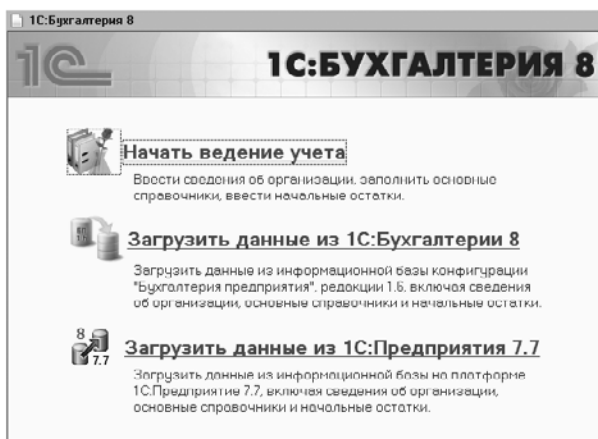 1С:Бухгалтерия 8
1С
1С:БУХГАЛТЕРИЯ 8
Начать ведение учета
Ввести сведения об организации, заполнить основные
справочники, ввести начальные остатки.
Загрузить данные из 1С:Бухгалтерии 8
Загрузить данные из информационной базы конфигурации
"Бухгалтерия предприятия", редакции 1.6, включая сведения
об организации, основные справочники и начальные остатки.
8
7.7
Загрузить данные из 1С:Предприятия 7.7
Загрузить данные из информационной базы на платформе
1С:Предприятие 7.7, включая сведения об организации,
основные справочники и начальные остатки.